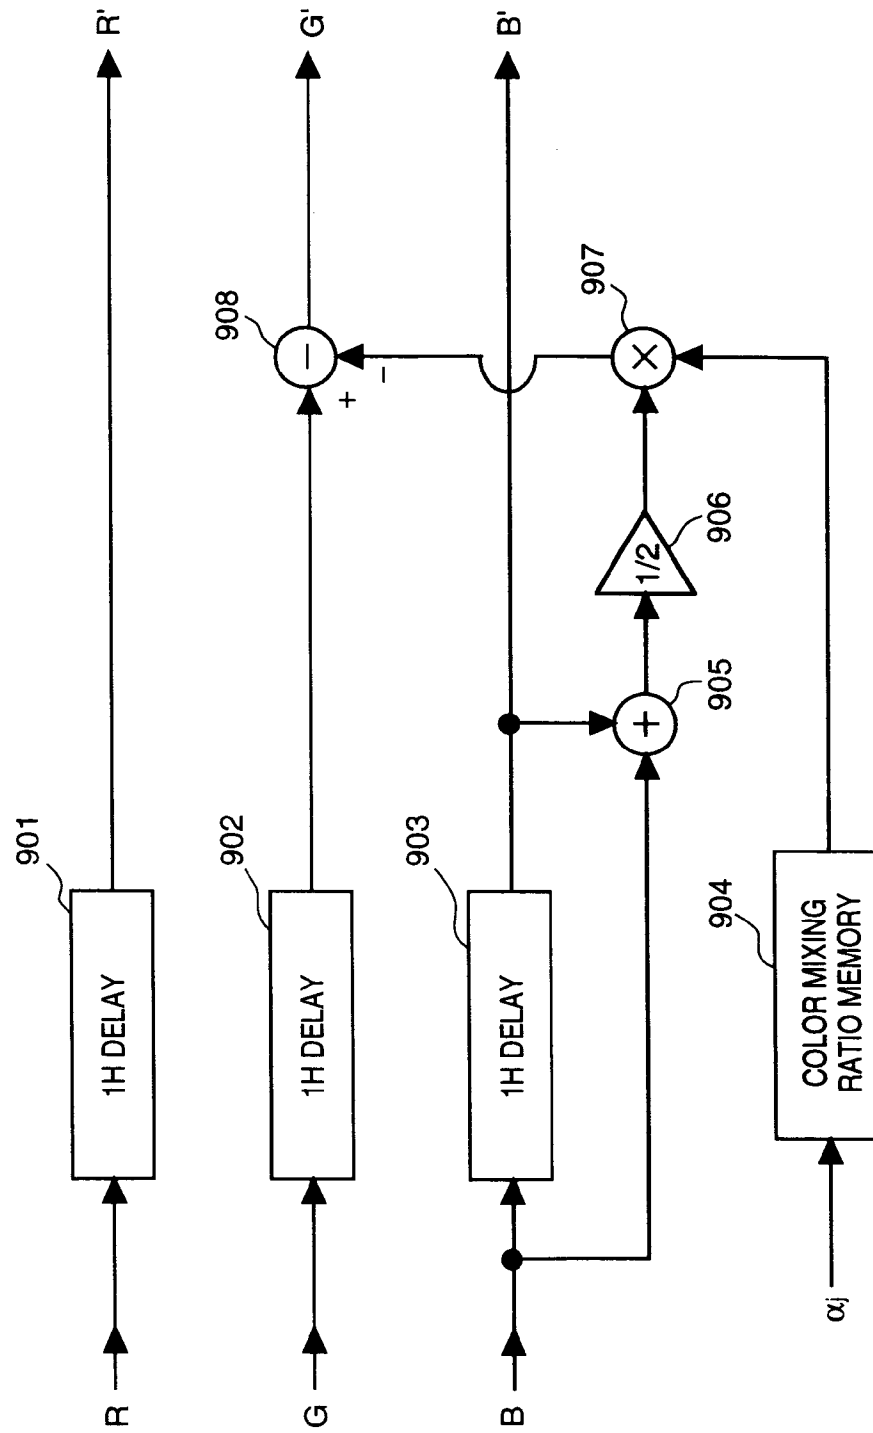 R
1H DELAY
901
R'
G
1H DELAY
902
+
−
−
908
G'
B
1H DELAY
903
B'
+
905
1/2
906
×
907
αj
COLOR MIXING
RATIO MEMORY
904